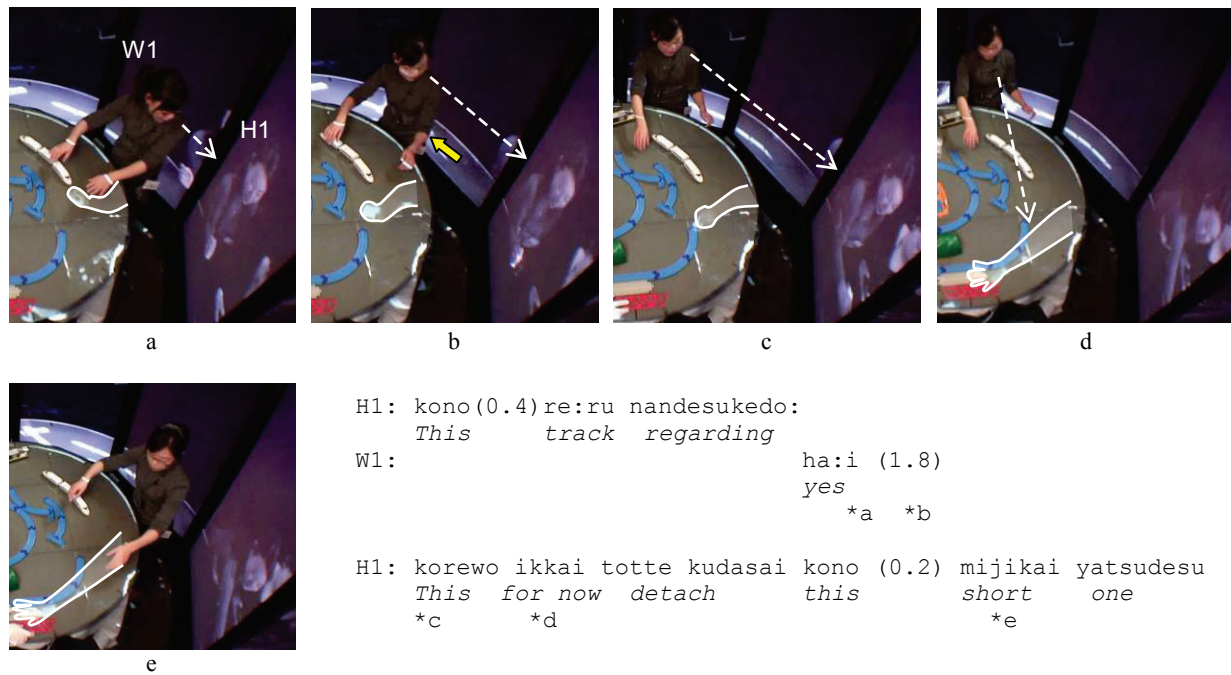 W1
H1
a
b
c
d
e
H1: kono(0.4)re:ru nandesukedo:
This track regarding
W1: ha:i (1.8)
yes
*a *b
H1: korewo ikkai totte kudasai kono (0.2) mijikai yatsudesu
This for now detach this short one
*c *d *e